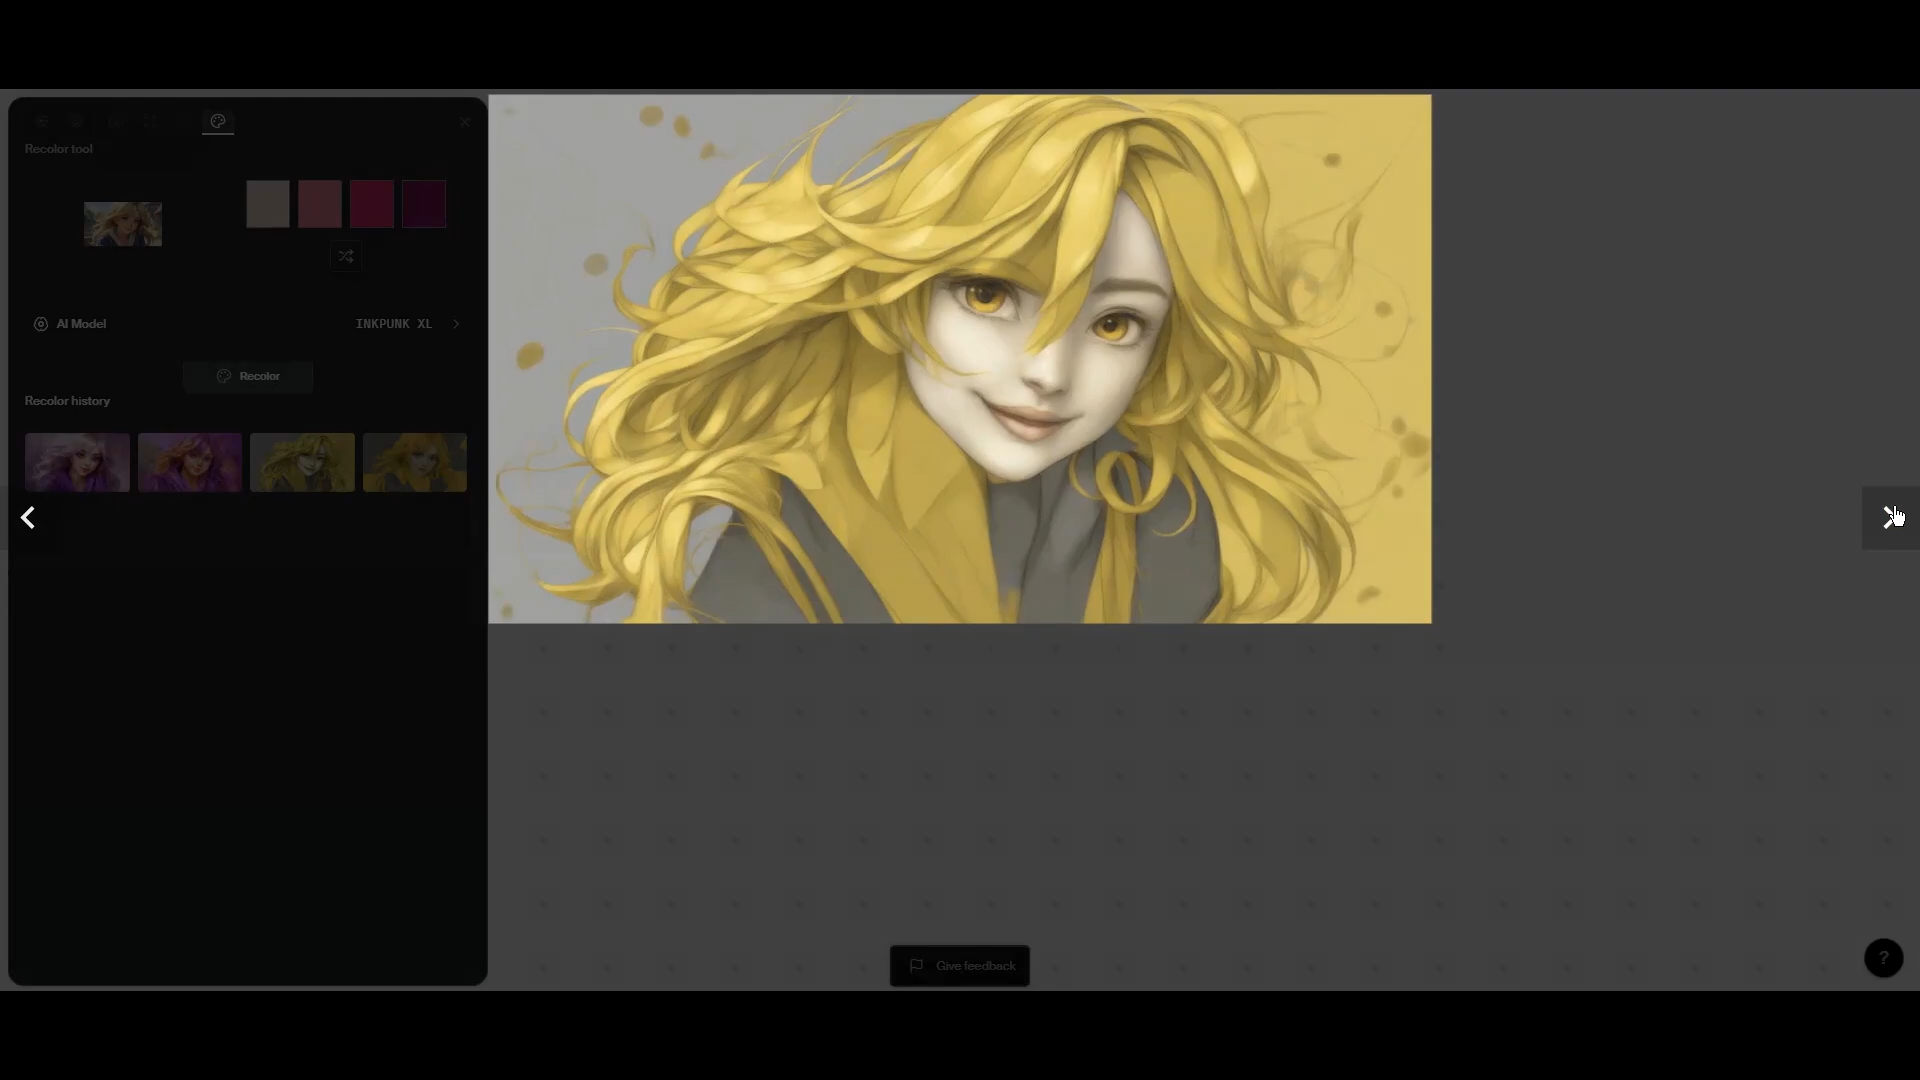 Recolor tool
AI Model
INKPUNK XL
Recolor
Recolor history
Give feedback
?